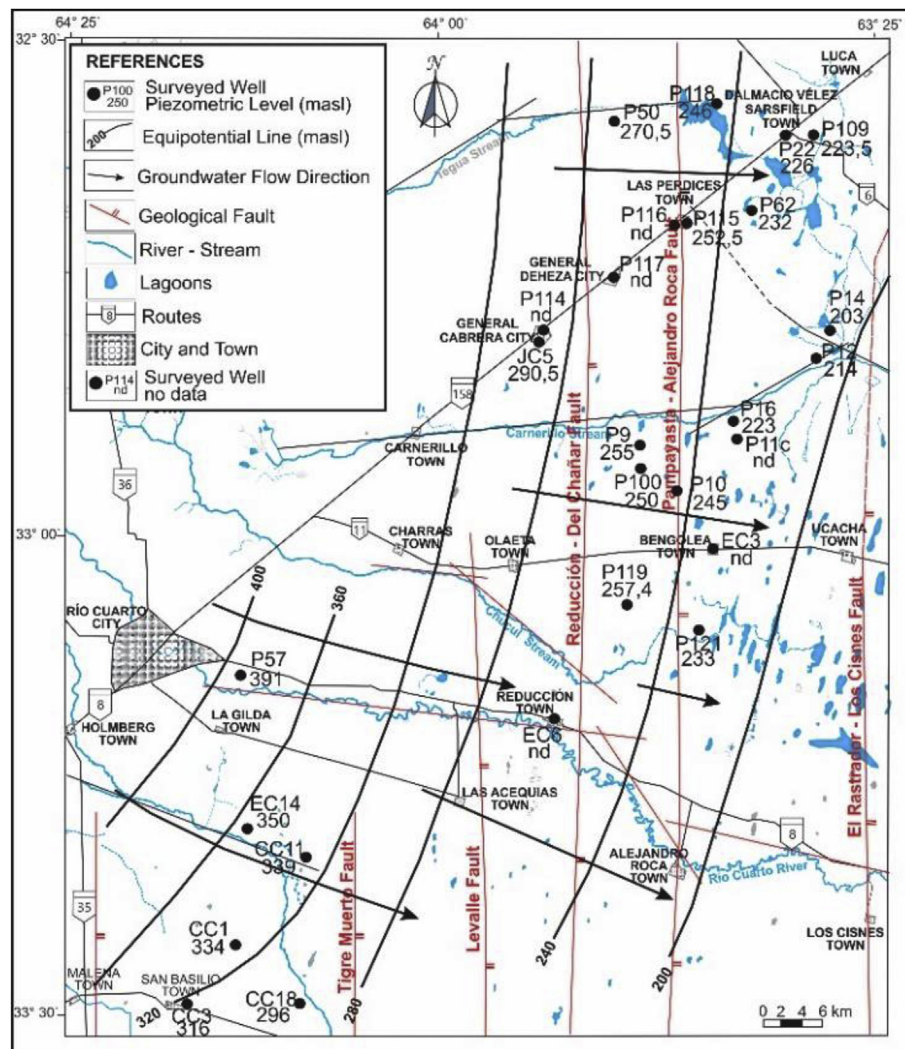 64° 25'
64° 00'
63° 25'
32° 30'
33° 00'
33° 30'
REFERENCES
P100
250
Surveyed Well
Piezometric Level (masl)
200
Equipotential Line (masl)
Groundwater Flow Direction
Geological Fault
River - Stream
Lagoons
8
Routes
City and Town
P114
nd
Surveyed Well
no data
N
LUCA
TOWN
P118
246
DALMACIO VÉLEZ
SARSFIELD
TOWN
P50
270,5
P22
226
P109
223,5
Tegua Stream
LAS PERDICES
TOWN
6
P62
232
P116
nd
P115
252,5
GENERAL
DEHEZA CITY
P117
nd
P114
nd
GENERAL
CABRERA CITY
JC5
290,5
P14
203
P12
214
158
P16
223
P11c
nd
CARNERILLO
TOWN
Carnerillo Stream
P9
255
P100
250
P10
245
36
11
CHARRAS
TOWN
OLAETA
TOWN
BENGOLEA
TOWN
EC3
nd
UCACHA
TOWN
400
360
RÍO CUARTO
CITY
P119
257,4
Chucul Stream
P121
233
P57
391
8
HOLMBERG
TOWN
LA GILDA
TOWN
REDUCCIÓN
TOWN
EC6
nd
LAS ACEQUIAS
TOWN
EC14
350
CC11
339
8
ALEJANDRO
ROCA
TOWN
Río Cuarto River
35
CC1
334
LOS CISNES
TOWN
MALENA
TOWN
SAN BASILIO
TOWN
CC3
316
CC18
296
320
280
240
200
Tigre Muerto Fault
Levalle Fault
Reducción - Del Chañar Fault
Pampayasta - Alejandro Roca Fault
El Rastrador - Los Cisnes Fault
0 2 4 6 km